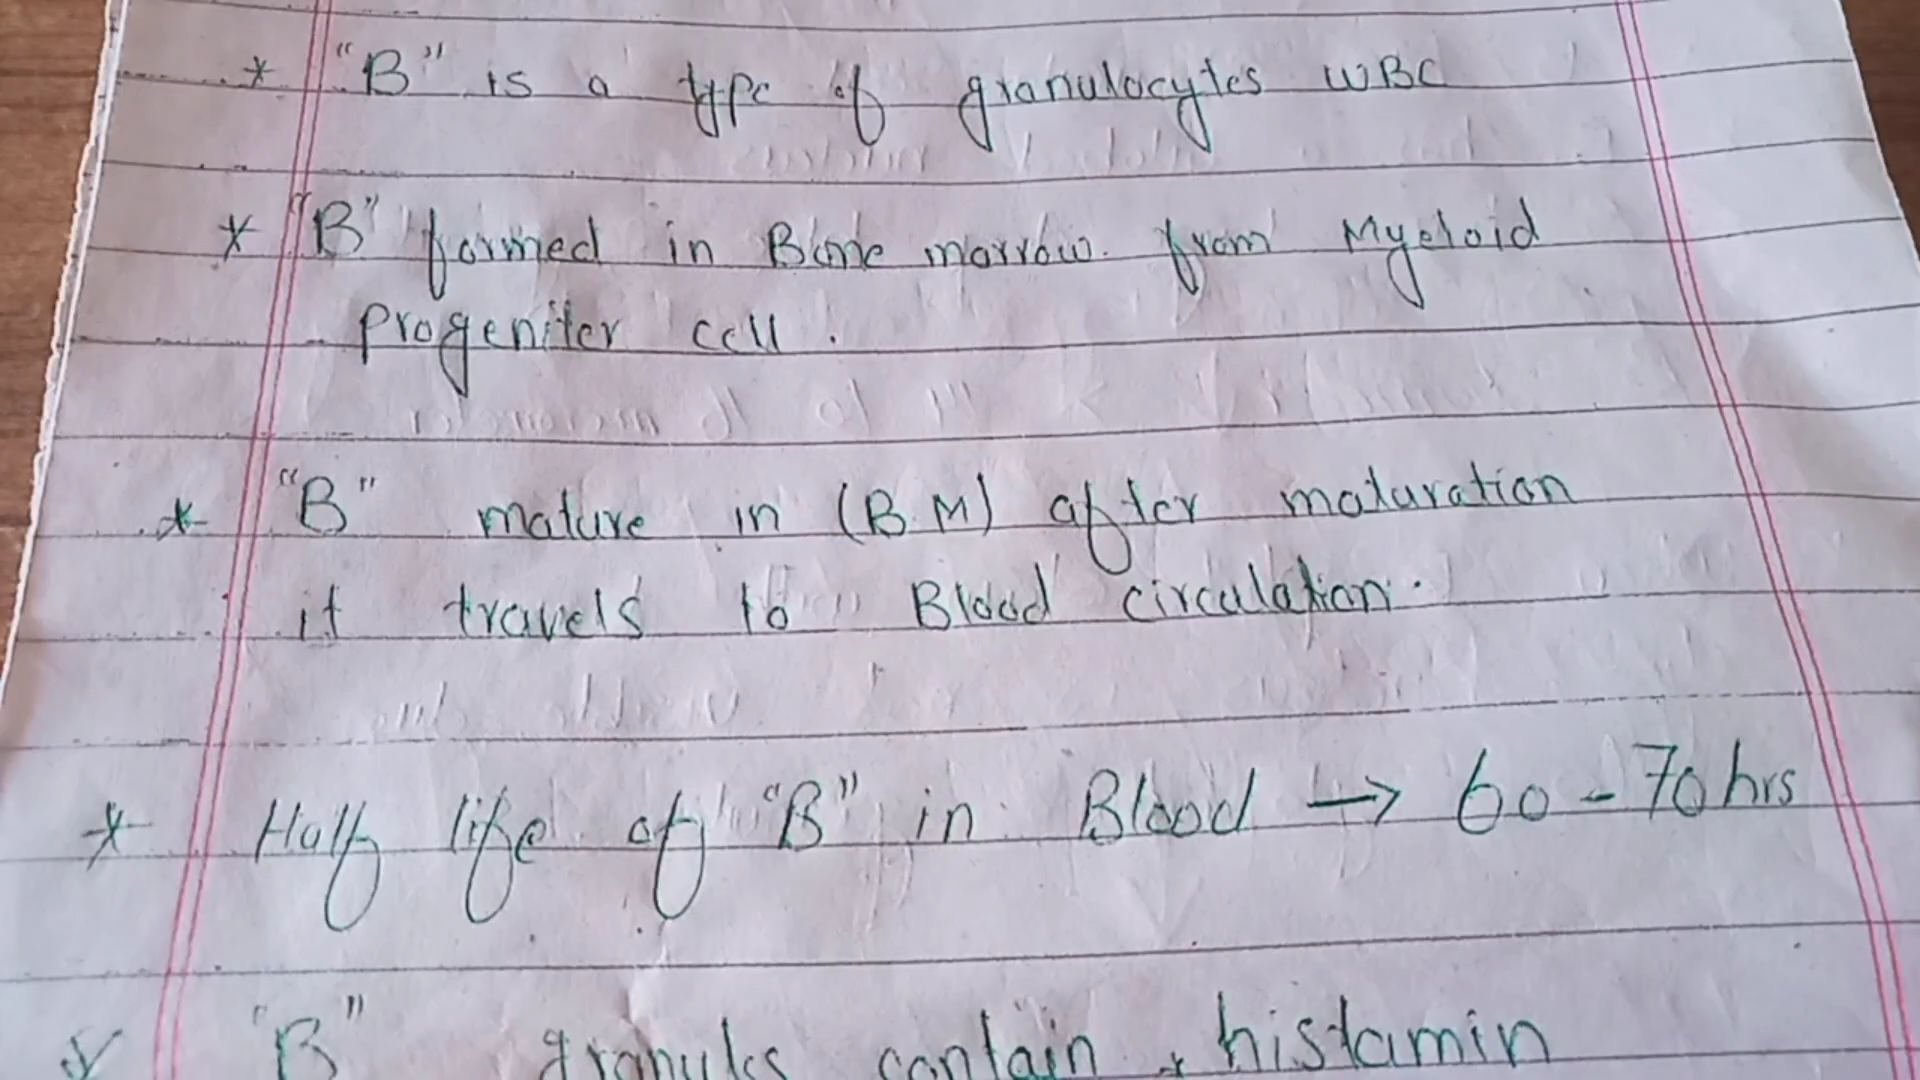 * "B" is a type of granulocytes WBC
* "B" formed in Bone marrow. from Myeloid
progenitor cell.
* "B" mature in (B.M) after maturation
it travels to Blood circulation.
* Half life of "B" in Blood → 60-70 hrs
* "B" granules contain * histamin